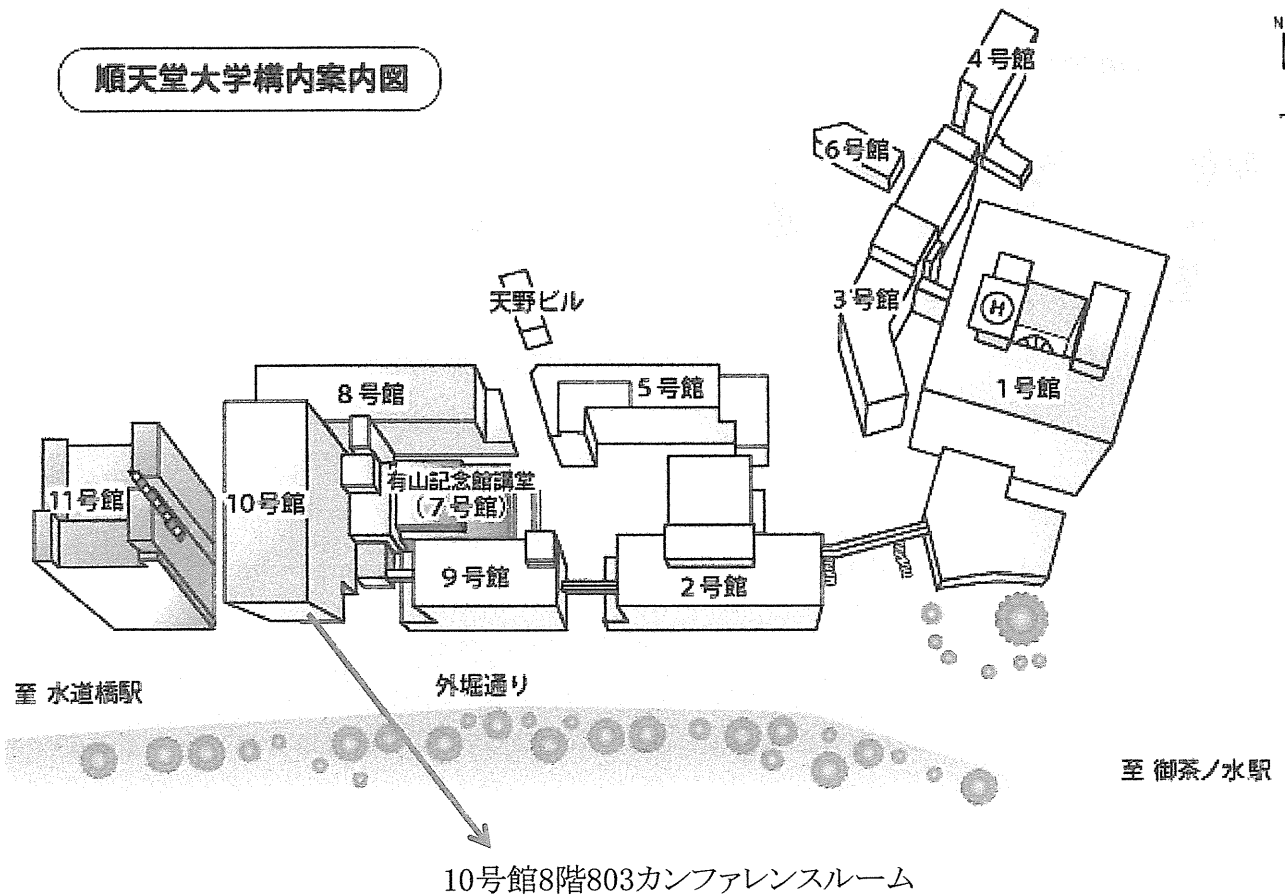 順天堂大学構内案内図
N
4号館
6号館
3号館
H
1号館
天野ビル
8号館
5号館
有山記念館講堂
(7号館)
11号館
10号館
9号館
2号館
至 水道橋駅
外堀通り
至 御茶ノ水駅
10号館8階803カンファレンスルーム